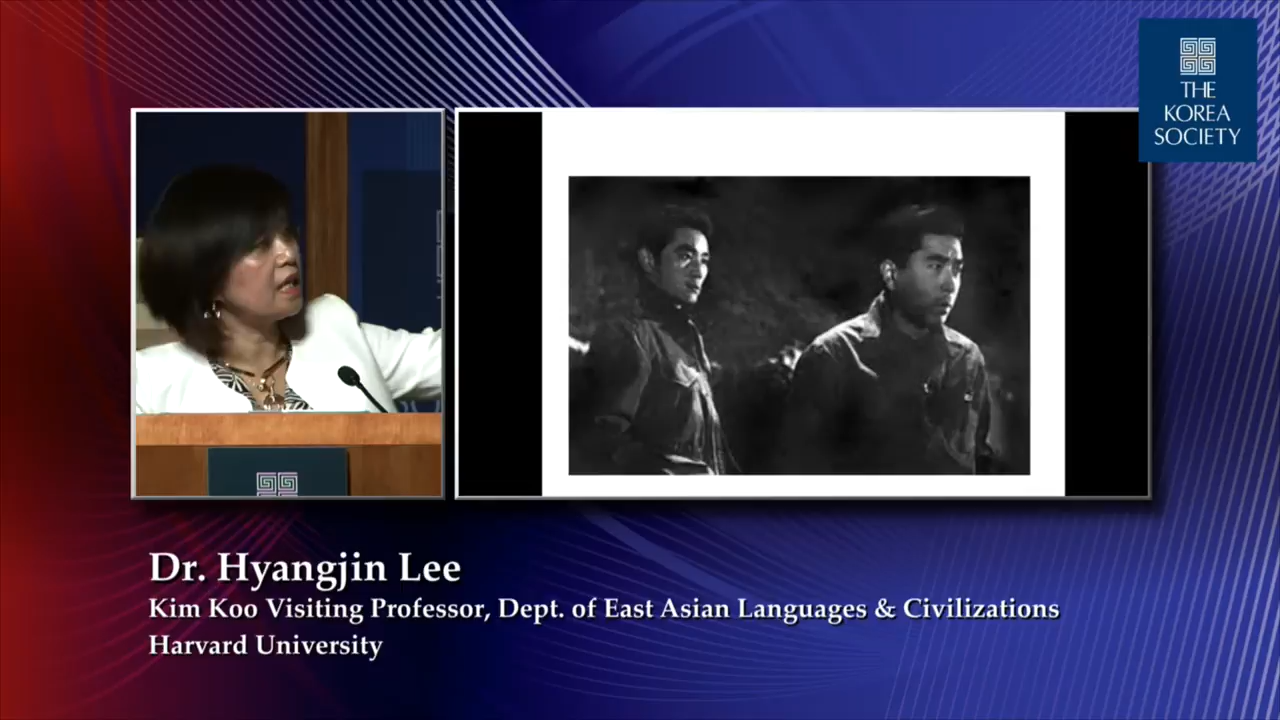 THE
KOREA
SOCIETY
Dr. Hyangjin Lee
Kim Koo Visiting Professor, Dept. of East Asian Languages & Civilizations
Harvard University